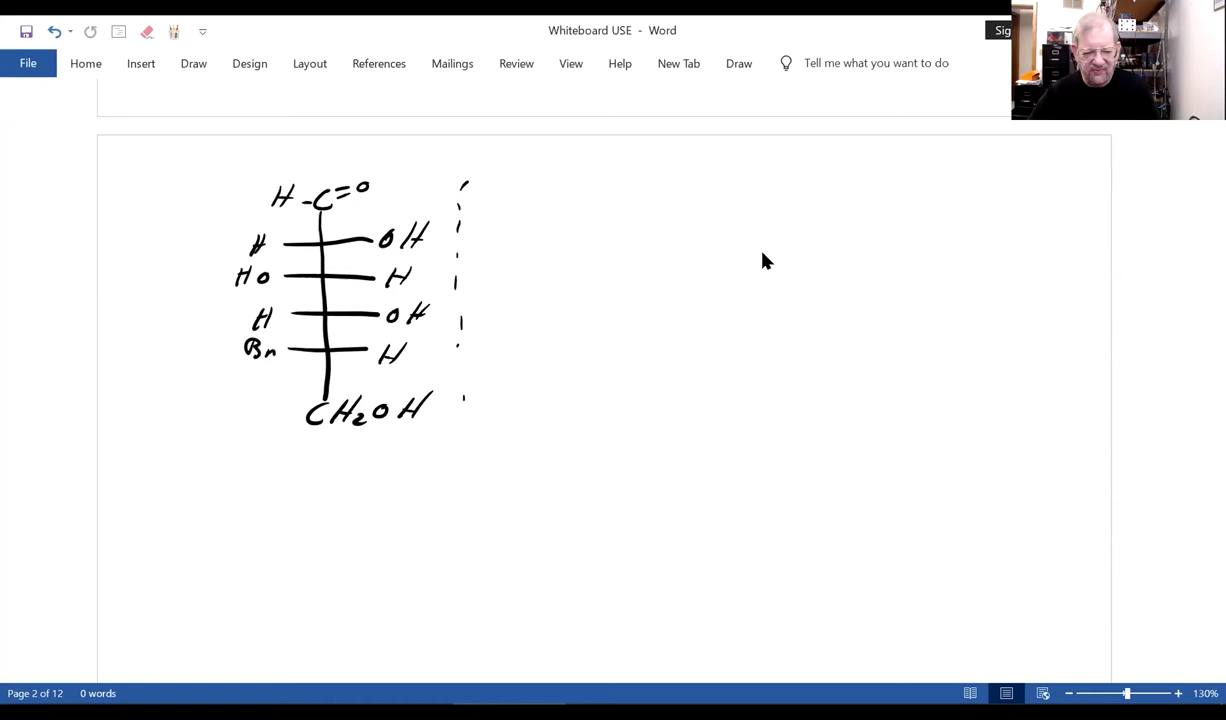 Whiteboard USE - Word
Sig
File Home Insert Draw Design Layout References Mailings Review View Help New Tab Draw Tell me what you want to do
H-C=O
H OH
HO H
H OH
Br H
CH₂OH
Page 2 of 12 0 words 130%